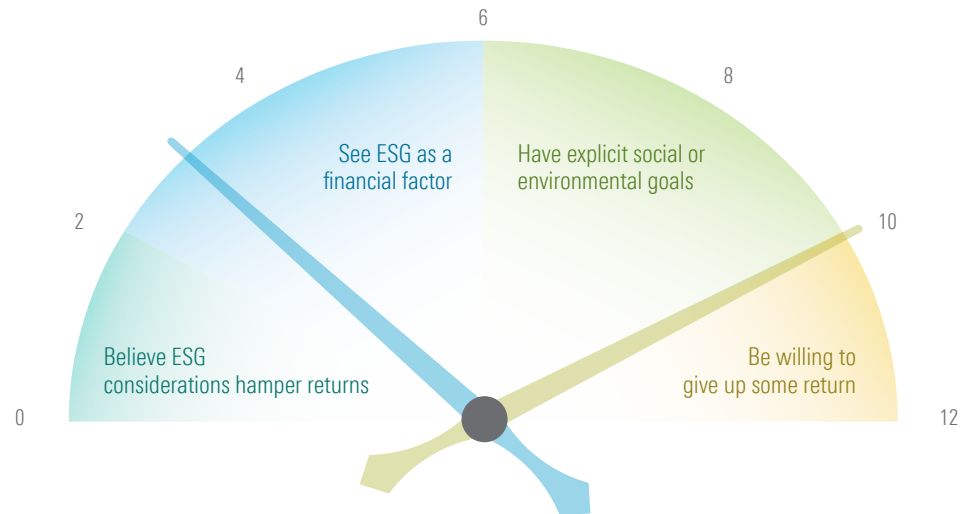 6
4
8
See ESG as a
financial factor
Have explicit social or
environmental goals
2
10
Believe ESG
considerations hamper returns
Be willing to
give up some return
0
12